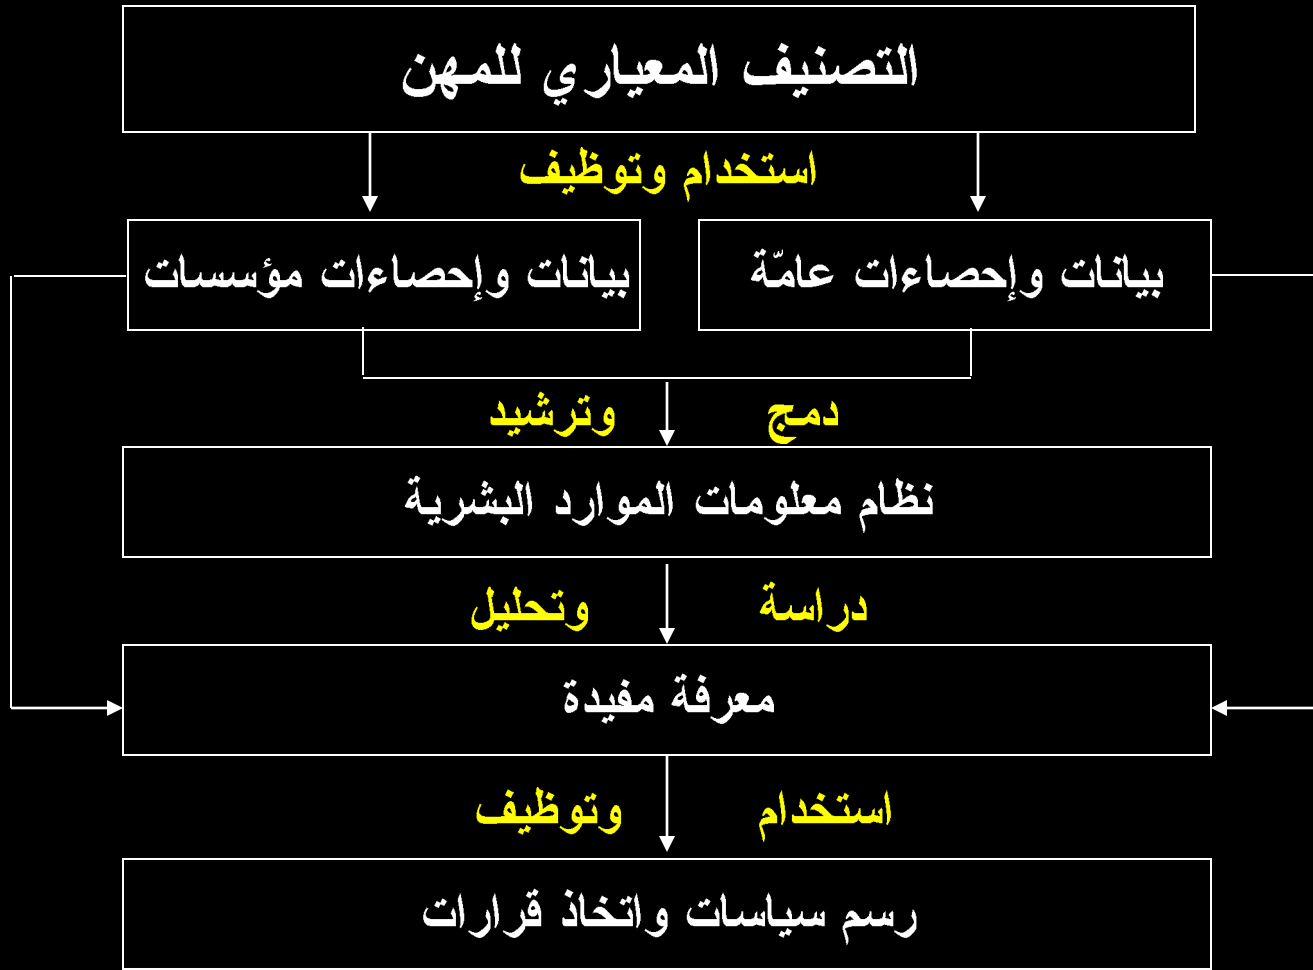 التصنيف المعياري للمهن
استخدام وتوظيف
بيانات وإحصاءات عامّة
بيانات وإحصاءات مؤسسات
دمج وترشيد
نظام معلومات الموارد البشرية
دراسة وتحليل
معرفة مفيدة
استخدام وتوظيف
رسم سياسات واتخاذ قرارات